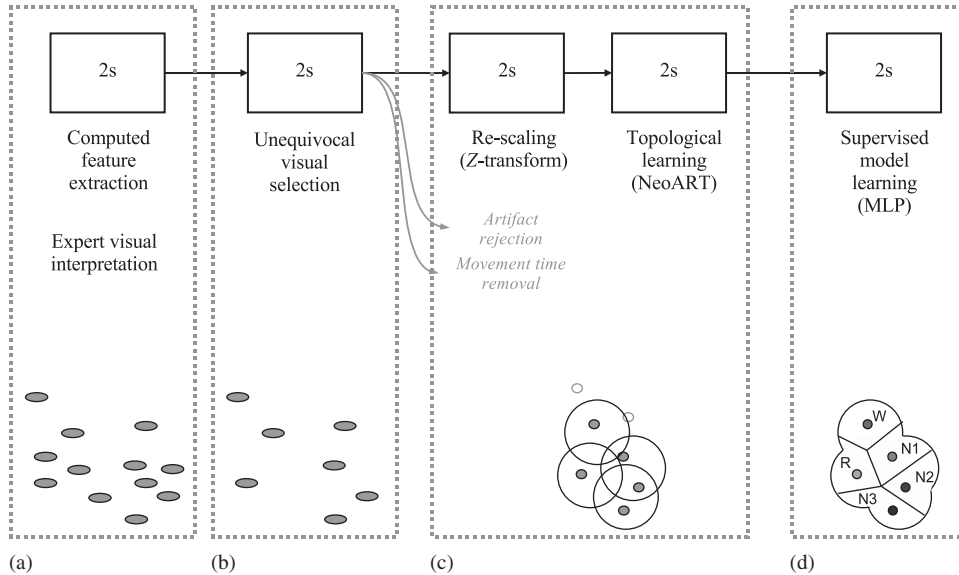 2s
Computed
feature
extraction
Expert visual
interpretation
2s
Unequivocal
visual
selection
2s
Re-scaling
(Z-transform)
2s
Topological
learning
(NeoART)
Artifact
rejection
Movement time
removal
2s
Supervised
model
learning
(MLP)
W
N1
R
N2
N3
(a)
(b)
(c)
(d)